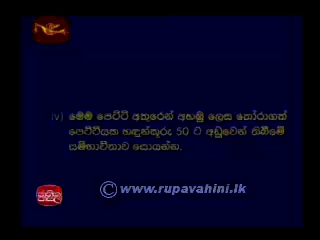 iv) මෙම පෙට්ටි අතුරෙන් අහඹු ලෙස තෝරාගත්
පෙට්ටියක හඳුන්කූරු 50 ට අඩුවෙන් තිබීමේ
සම්භාවිතාව සොයන්න.
©www.rupavahini.lk